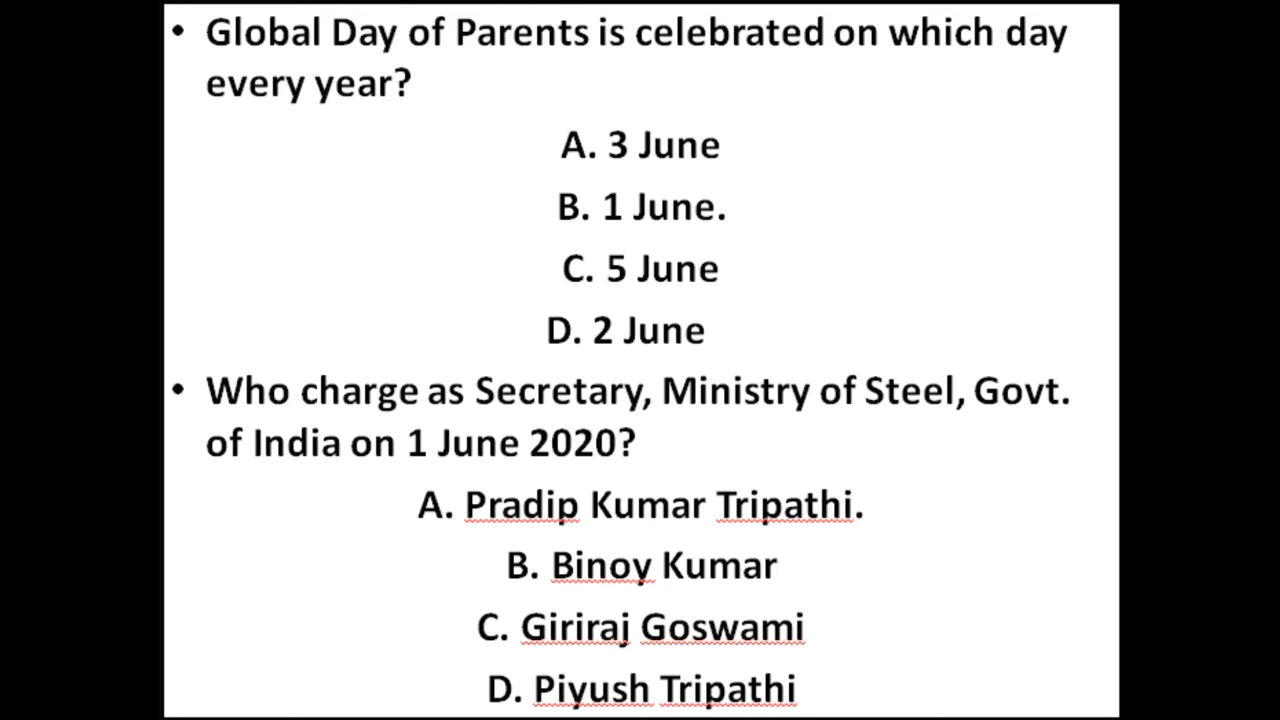 • Global Day of Parents is celebrated on which day
every year?
A. 3 June
B. 1 June.
C. 5 June
D. 2 June
• Who charge as Secretary, Ministry of Steel, Govt.
of India on 1 June 2020?
A. Pradip Kumar Tripathi.
B. Binoy Kumar
C. Giriraj Goswami
D. Piyush Tripathi